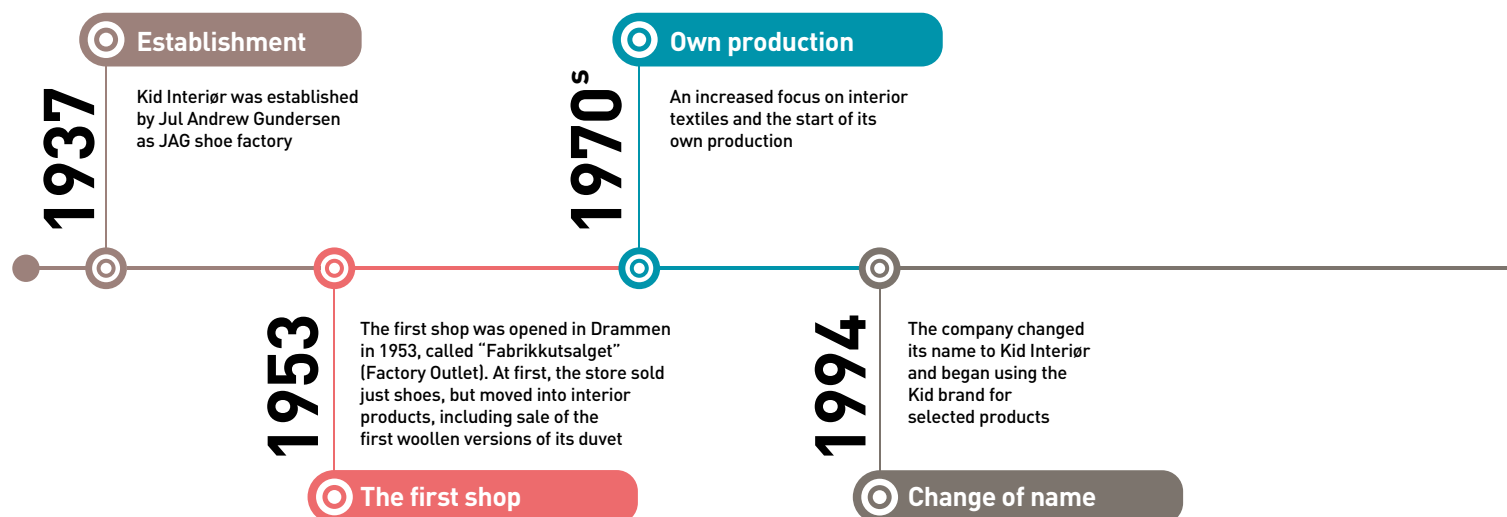 Establishment
1937
Kid Interiør was established
by Jul Andrew Gundersen
as JAG shoe factory
1953
The first shop was opened in Drammen
in 1953, called “Fabrikkutsalget”
(Factory Outlet). At first, the store sold
just shoes, but moved into interior
products, including sale of the
first woollen versions of its duvet
The first shop
Own production
1970s
An increased focus on interior
textiles and the start of its
own production
1994
The company changed
its name to Kid Interiør
and began using the
Kid brand for
selected products
Change of name